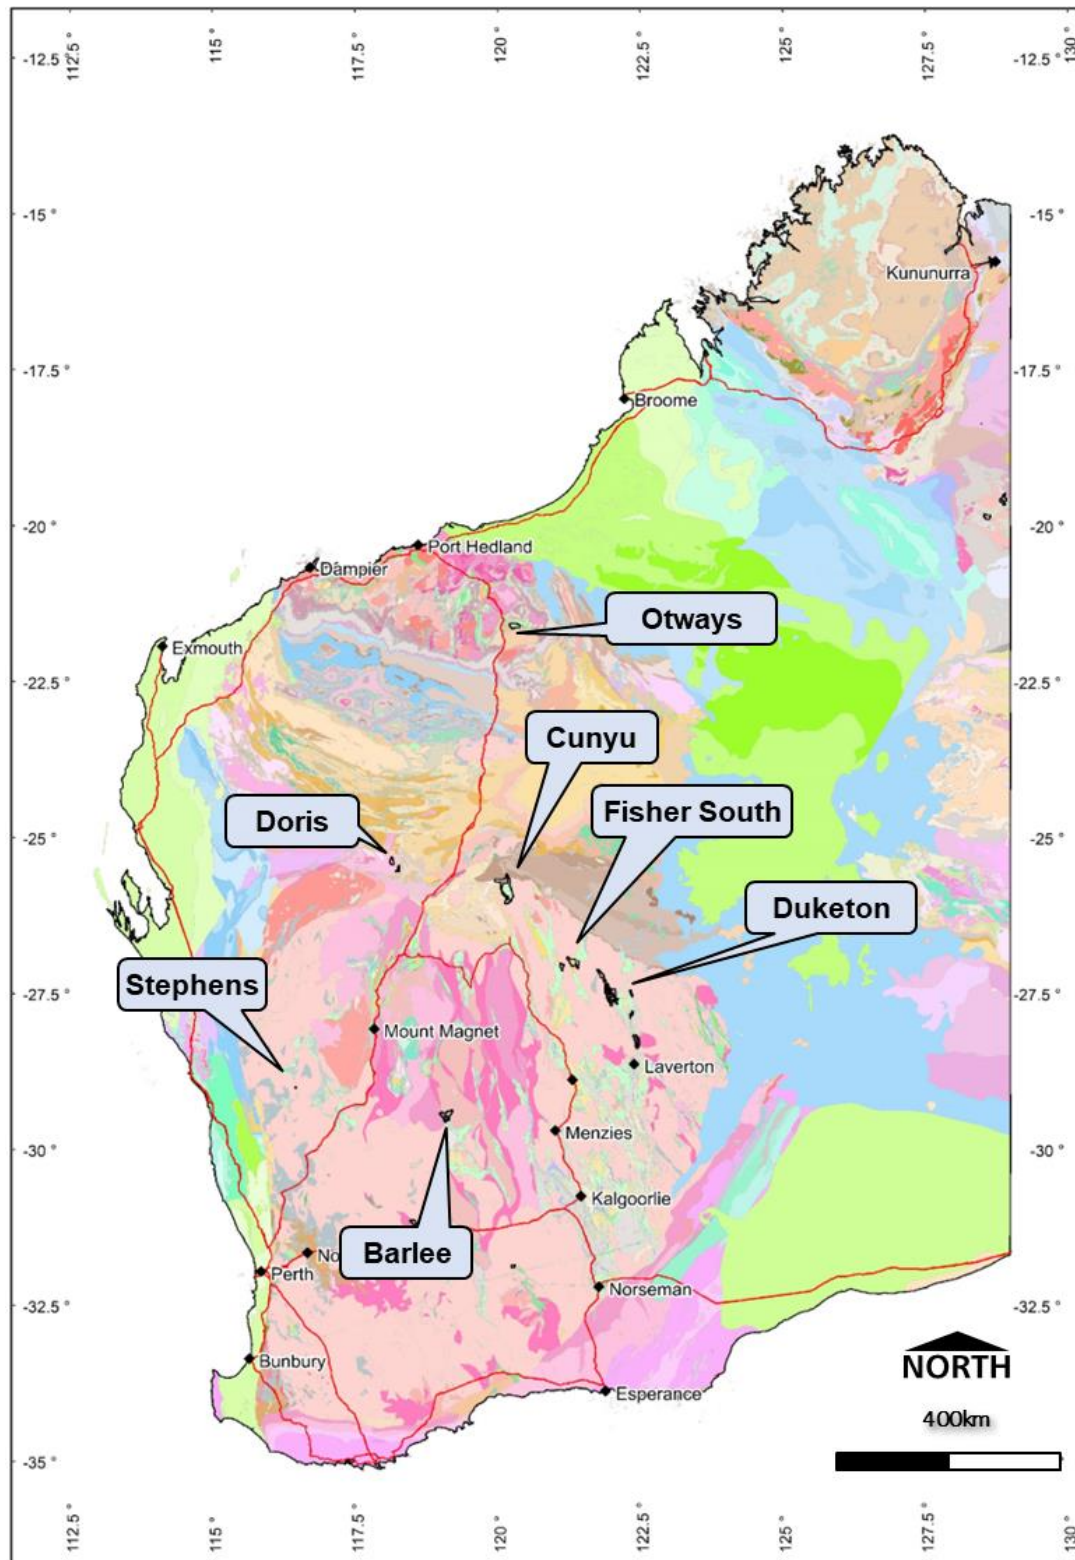 112.5 °
115 °
117.5 °
120 °
122.5 °
125 °
127.5 °
130 °
-12.5 °
-12.5 °
-15 °
-15 °
Kununurra
-17.5 °
-17.5 °
Broome
-20 °
-20 °
Port Hedland
Dampier
Otways
Exmouth
-22.5 °
-22.5 °
Cunyu
Fisher South
Doris
-25 °
-25 °
Duketon
Stephens
-27.5 °
-27.5 °
Mount Magnet
Laverton
Menzies
-30 °
-30 °
Kalgoorlie
No
Barlee
Perth
Norseman
-32.5 °
-32.5 °
Bunbury
NORTH
Esperance
400km
-35 °
-35 °
112.5 °
115 °
117.5 °
120 °
122.5 °
125 °
127.5 °
130 °